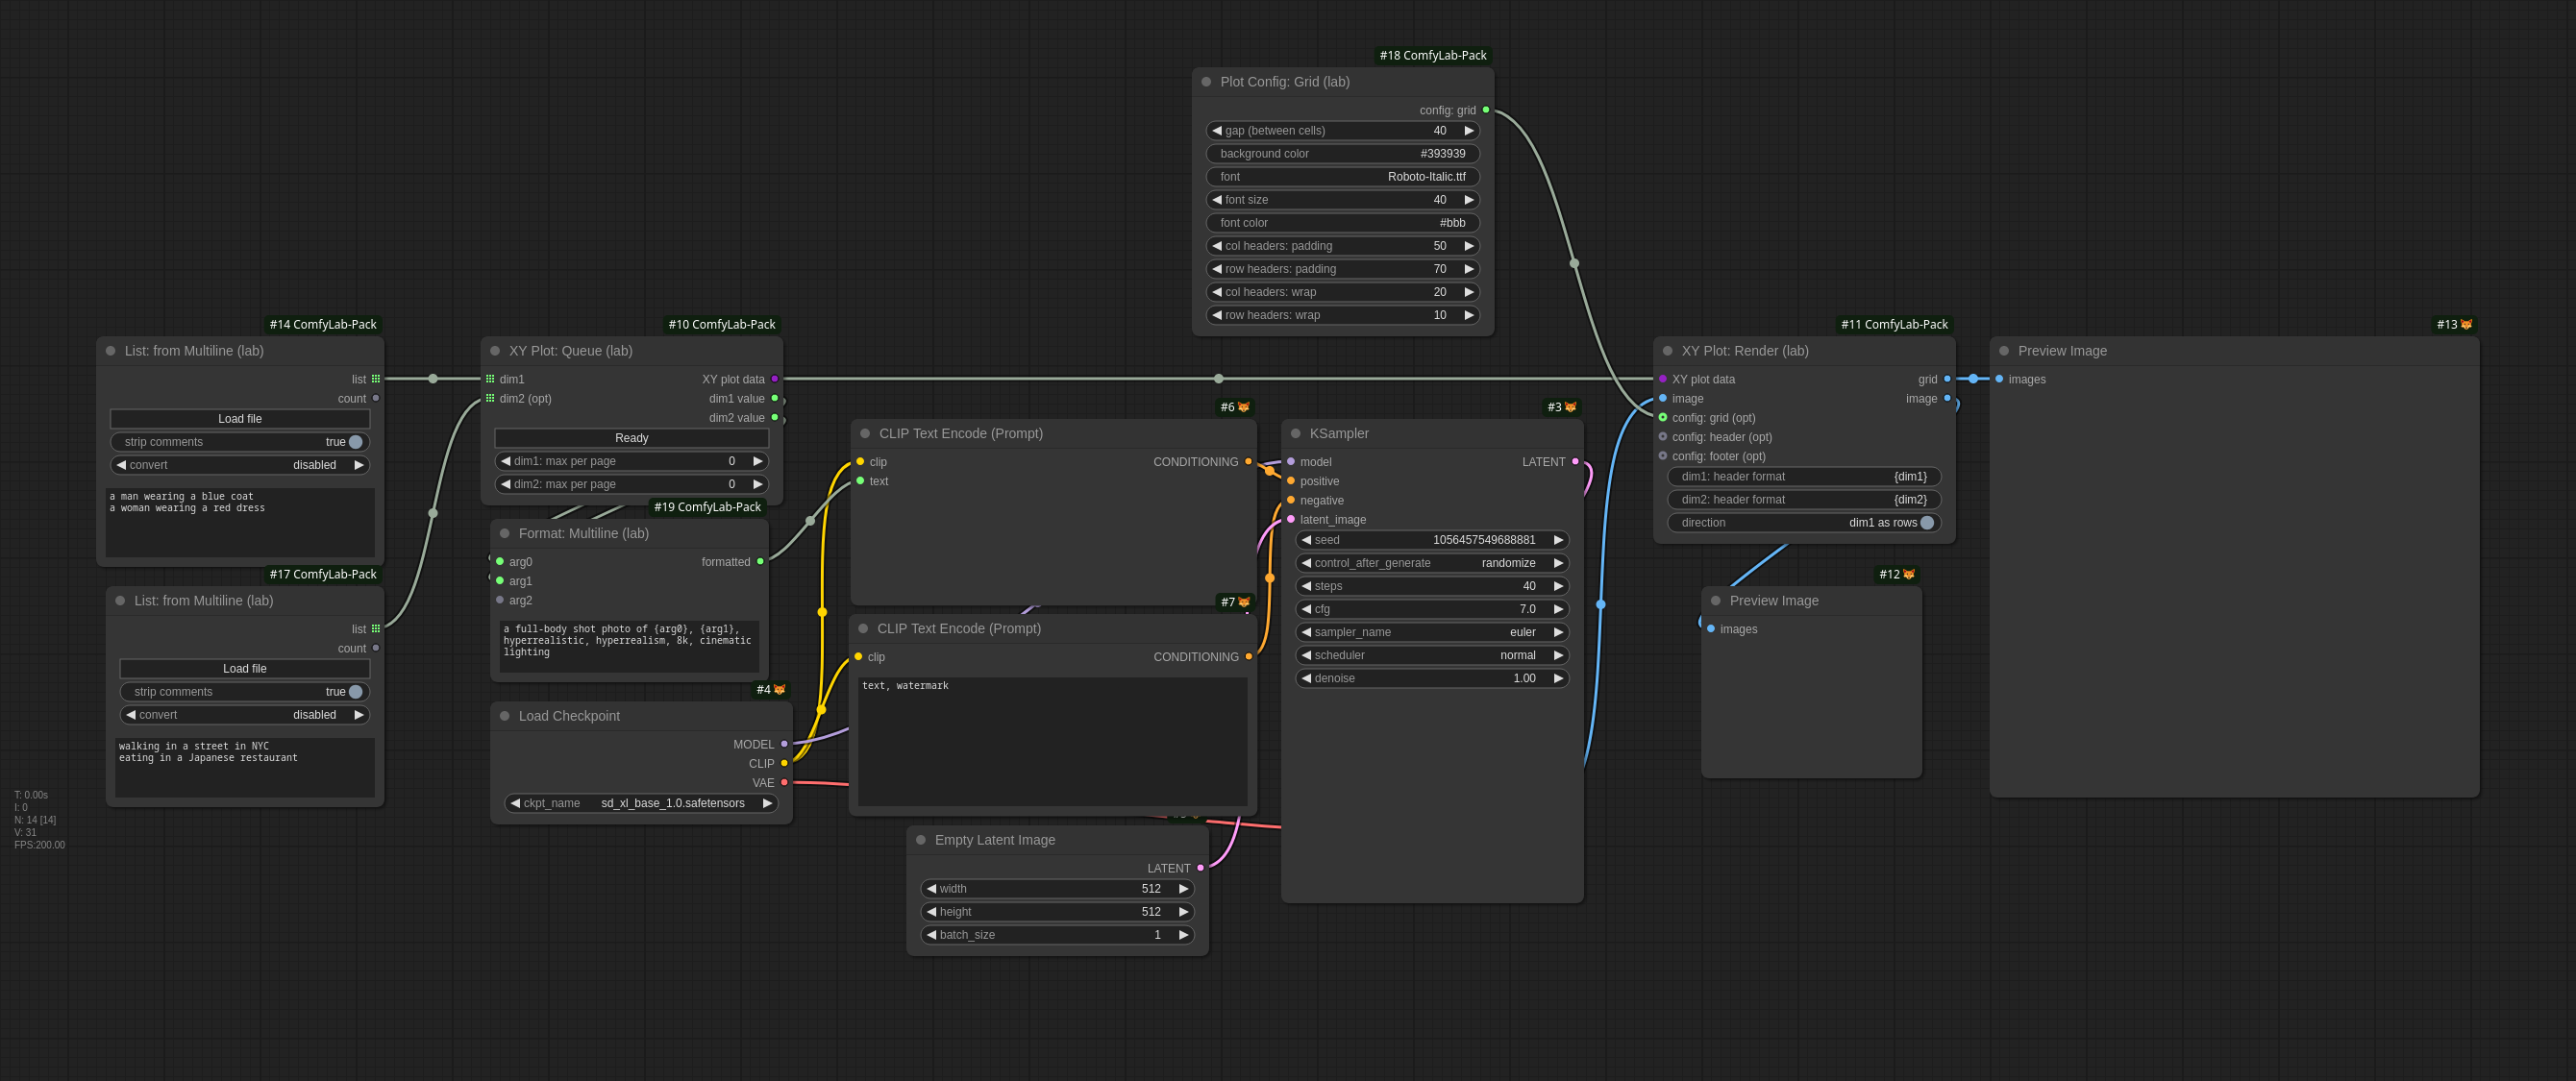 #18 ComfyLab-Pack
Plot Config: Grid (lab)
config: grid
gap (between cells) 40
background color #393939
font Roboto-Italic.ttf
font size 40
font color #bbb
col headers: padding 50
row headers: padding 70
col headers: wrap 20
row headers: wrap 10
#14 ComfyLab-Pack
List: from Multiline (lab)
list
count
Load file
strip comments true
convert disabled
a man wearing a blue coat
a woman wearing a red dress
#17 ComfyLab-Pack
List: from Multiline (lab)
list
count
Load file
strip comments true
convert disabled
walking in a street in NYC
eating in a Japanese restaurant
#10 ComfyLab-Pack
XY Plot: Queue (lab)
dim1 XY plot data
dim2 (opt) dim1 value
dim2 value
Ready
dim1: max per page 0
dim2: max per page 0
#19 ComfyLab-Pack
Format: Multiline (lab)
arg0 formatted
arg1
arg2
a full-body shot photo of {arg0}, {arg1},
hyperrealistic, hyperrealism, 8k, cinematic
lighting
#4
Load Checkpoint
MODEL
CLIP
VAE
ckpt_name sd_xl_base_1.0.safetensors
#6
CLIP Text Encode (Prompt)
clip CONDITIONING
text
#7
CLIP Text Encode (Prompt)
clip CONDITIONING
text, watermark
Empty Latent Image
LATENT
width 512
height 512
batch_size 1
#3
KSampler
model LATENT
positive
negative
latent_image
seed 1056457549688881
control_after_generate randomize
steps 40
cfg 7.0
sampler_name euler
scheduler normal
denoise 1.00
#11 ComfyLab-Pack
XY Plot: Render (lab)
XY plot data grid
image image
config: grid (opt)
config: header (opt)
config: footer (opt)
dim1: header format {dim1}
dim2: header format {dim2}
direction dim1 as rows
#12
Preview Image
images
#13
Preview Image
images
T: 0.00s
I: 0
N: 14 [14]
V: 31
FPS:200.00